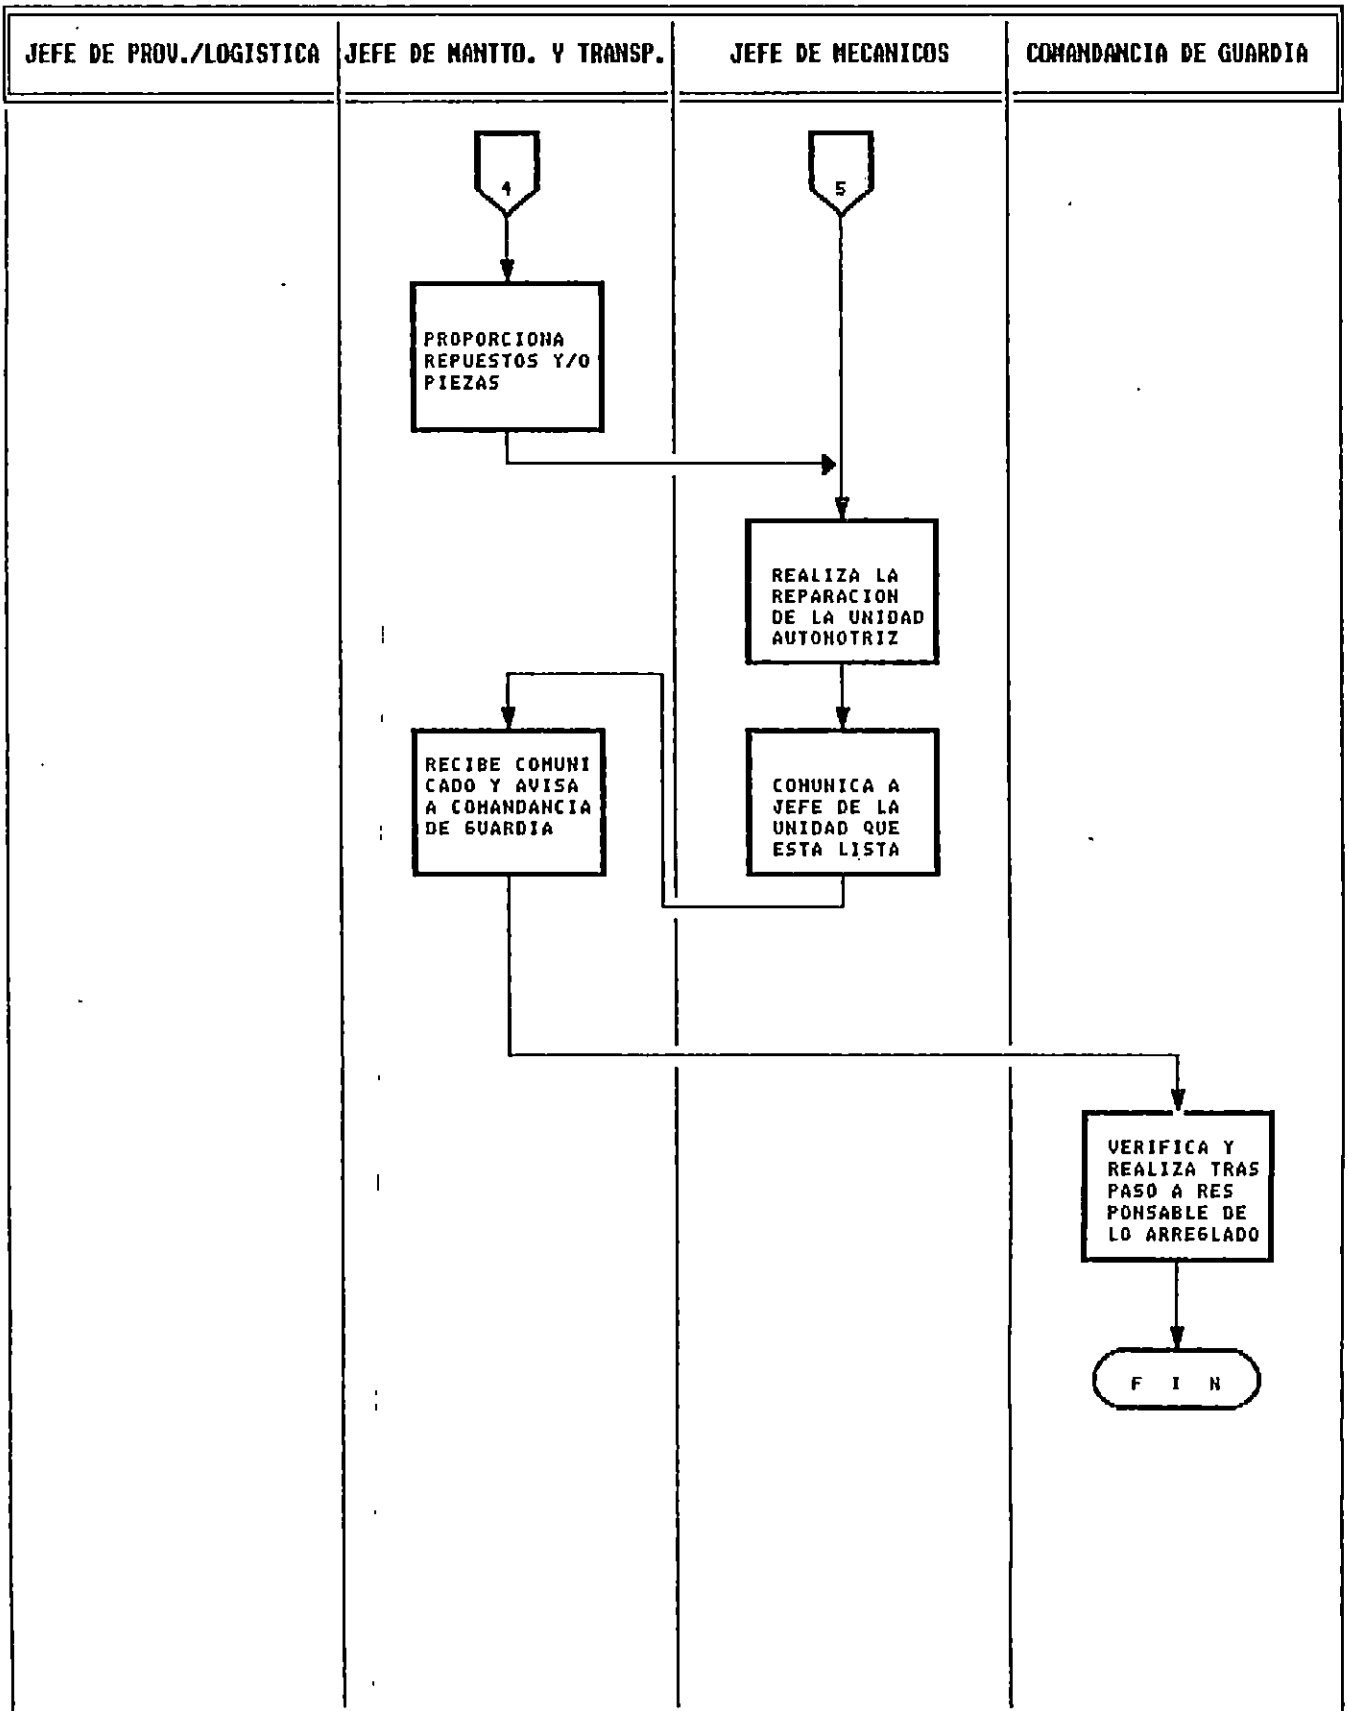 JEFE DE PROV./LOGISTICA
JEFE DE MANTTO. Y TRANSP.
JEFE DE MECANICOS
COMANDANCIA DE GUARDIA
4
5
PROPORCIONA
REPUESTOS Y/O
PIEZAS
REALIZA LA
REPARACION
DE LA UNIDAD
AUTOMOTRIZ
RECIBE COMUNI
CADO Y AVISA
A COMANDANCIA
DE GUARDIA
COMUNICA A
JEFE DE LA
UNIDAD QUE
ESTA LISTA
VERIFICA Y
REALIZA TRAS
PASO A RES
PONSABLE DE
LO ARREGLADO
F I N